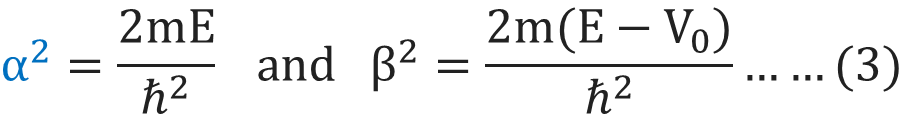 α² = 2mE/ħ² and β² = 2m(E − V₀)/ħ² ... ... (3)